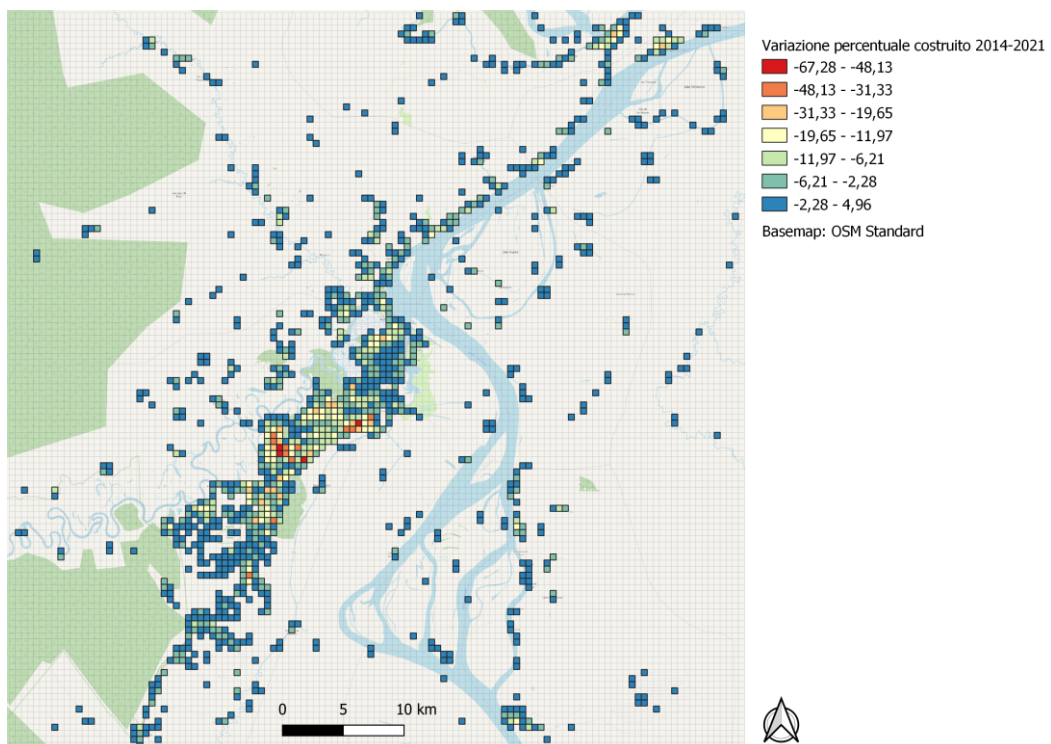 Variazione percentuale costruito 2014-2021
-67,28 - -48,13
-48,13 - -31,33
-31,33 - -19,65
-19,65 - -11,97
-11,97 - -6,21
-6,21 - -2,28
-2,28 - 4,96
Basemap: OSM Standard
0 5 10 km